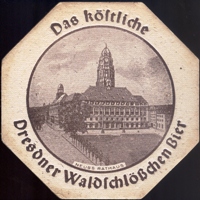 Das köstliche
NEUES RATHAUS
Dresdner Waldschlößchen Bier